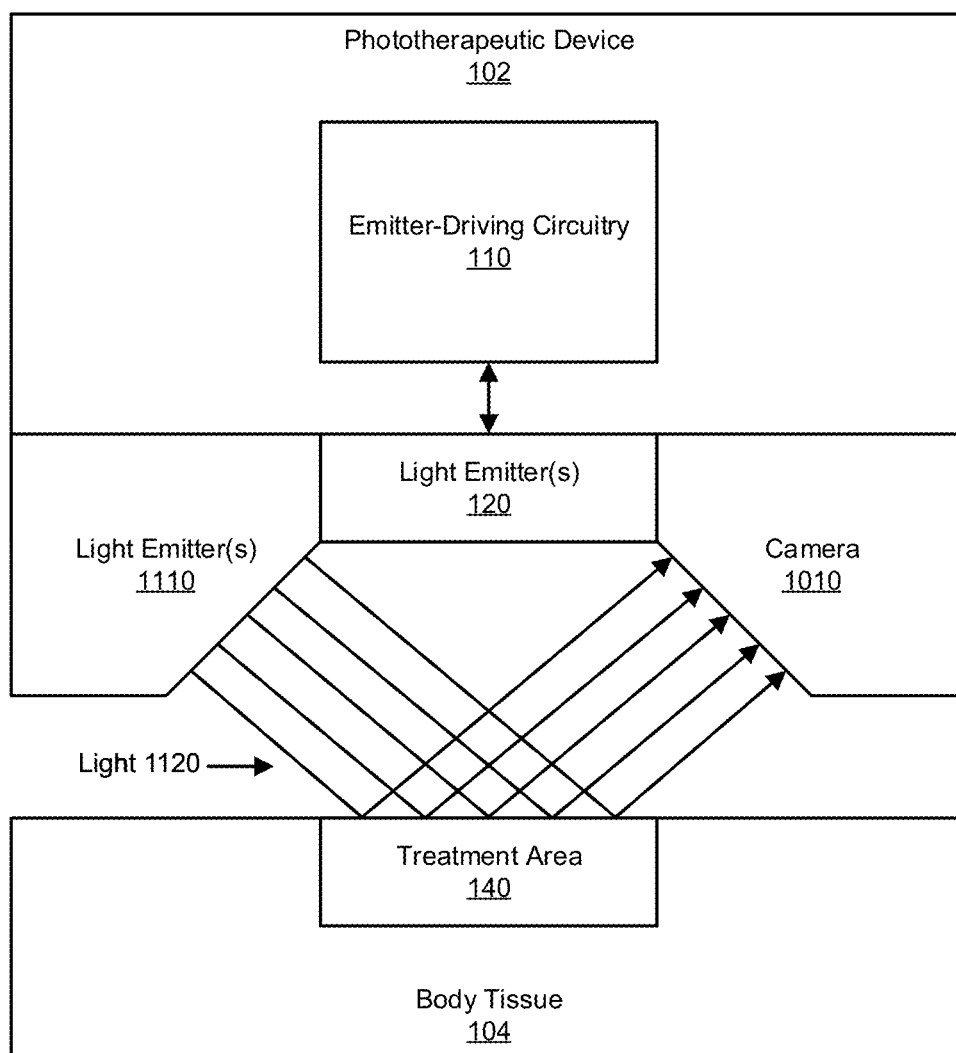 Phototherapeutic Device
102
Emitter-Driving Circuitry
110
Light Emitter(s)
120
Light Emitter(s)
1110
Camera
1010
Light 1120
Treatment Area
140
Body Tissue
104